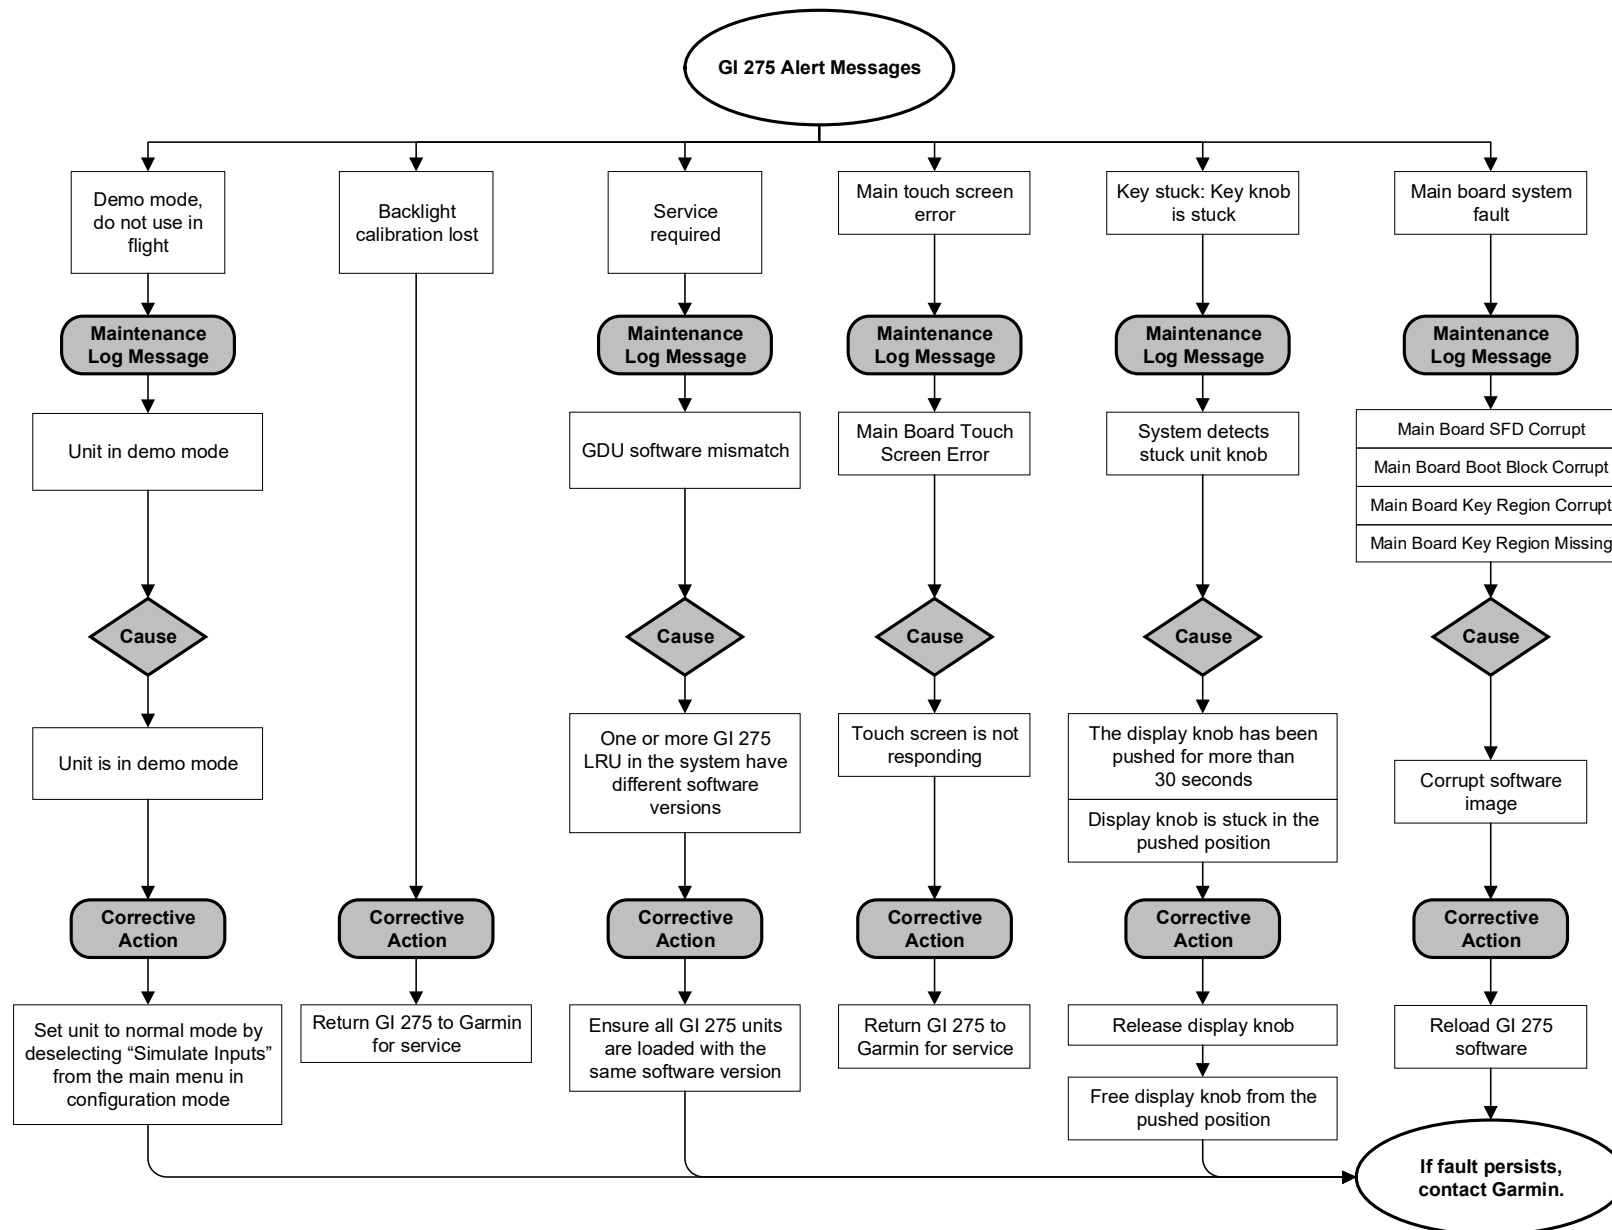 GI 275 Alert Messages
Demo mode,
do not use in
flight
Backlight
calibration lost
Service
required
Main touch screen
error
Key stuck: Key knob
is stuck
Main board system
fault
Maintenance
Log Message
Maintenance
Log Message
Maintenance
Log Message
Maintenance
Log Message
Maintenance
Log Message
Unit in demo mode
GDU software mismatch
Main Board Touch
Screen Error
System detects
stuck unit knob
Main Board SFD Corrupt
Main Board Boot Block Corrupt
Main Board Key Region Corrupt
Main Board Key Region Missing
Cause
Cause
Cause
Cause
Cause
Unit is in demo mode
One or more GI 275
LRU in the system have
different software
versions
Touch screen is not
responding
The display knob has been
pushed for more than
30 seconds
Display knob is stuck in the
pushed position
Corrupt software
image
Corrective
Action
Corrective
Action
Corrective
Action
Corrective
Action
Corrective
Action
Corrective
Action
Set unit to normal mode by
deselecting “Simulate Inputs”
from the main menu in
configuration mode
Return GI 275 to Garmin
for service
Ensure all GI 275 units
are loaded with the
same software version
Return GI 275 to
Garmin for service
Release display knob
Free display knob from the
pushed position
Reload GI 275
software
If fault persists,
contact Garmin.